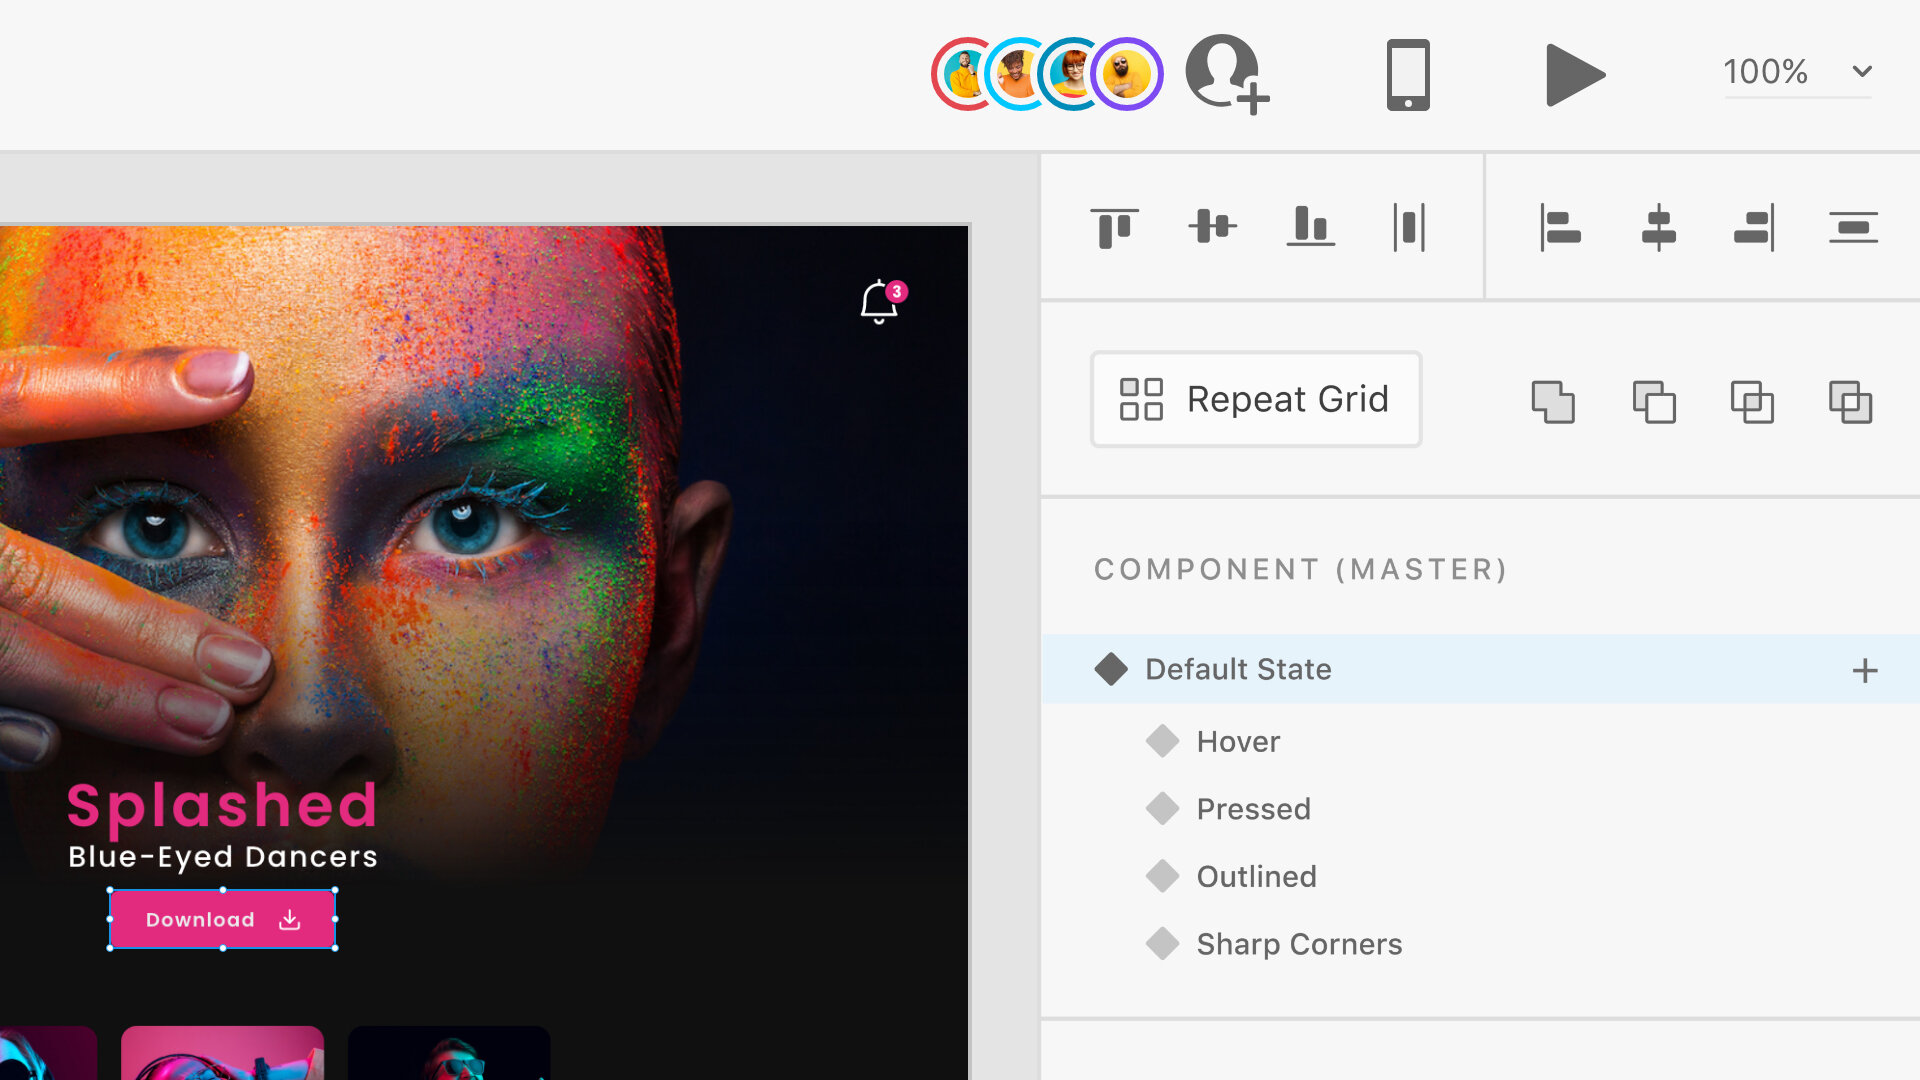 100%
3
Repeat Grid
COMPONENT (MASTER)
Default State
Hover
Pressed
Outlined
Sharp Corners
Splashed
Blue-Eyed Dancers
Download